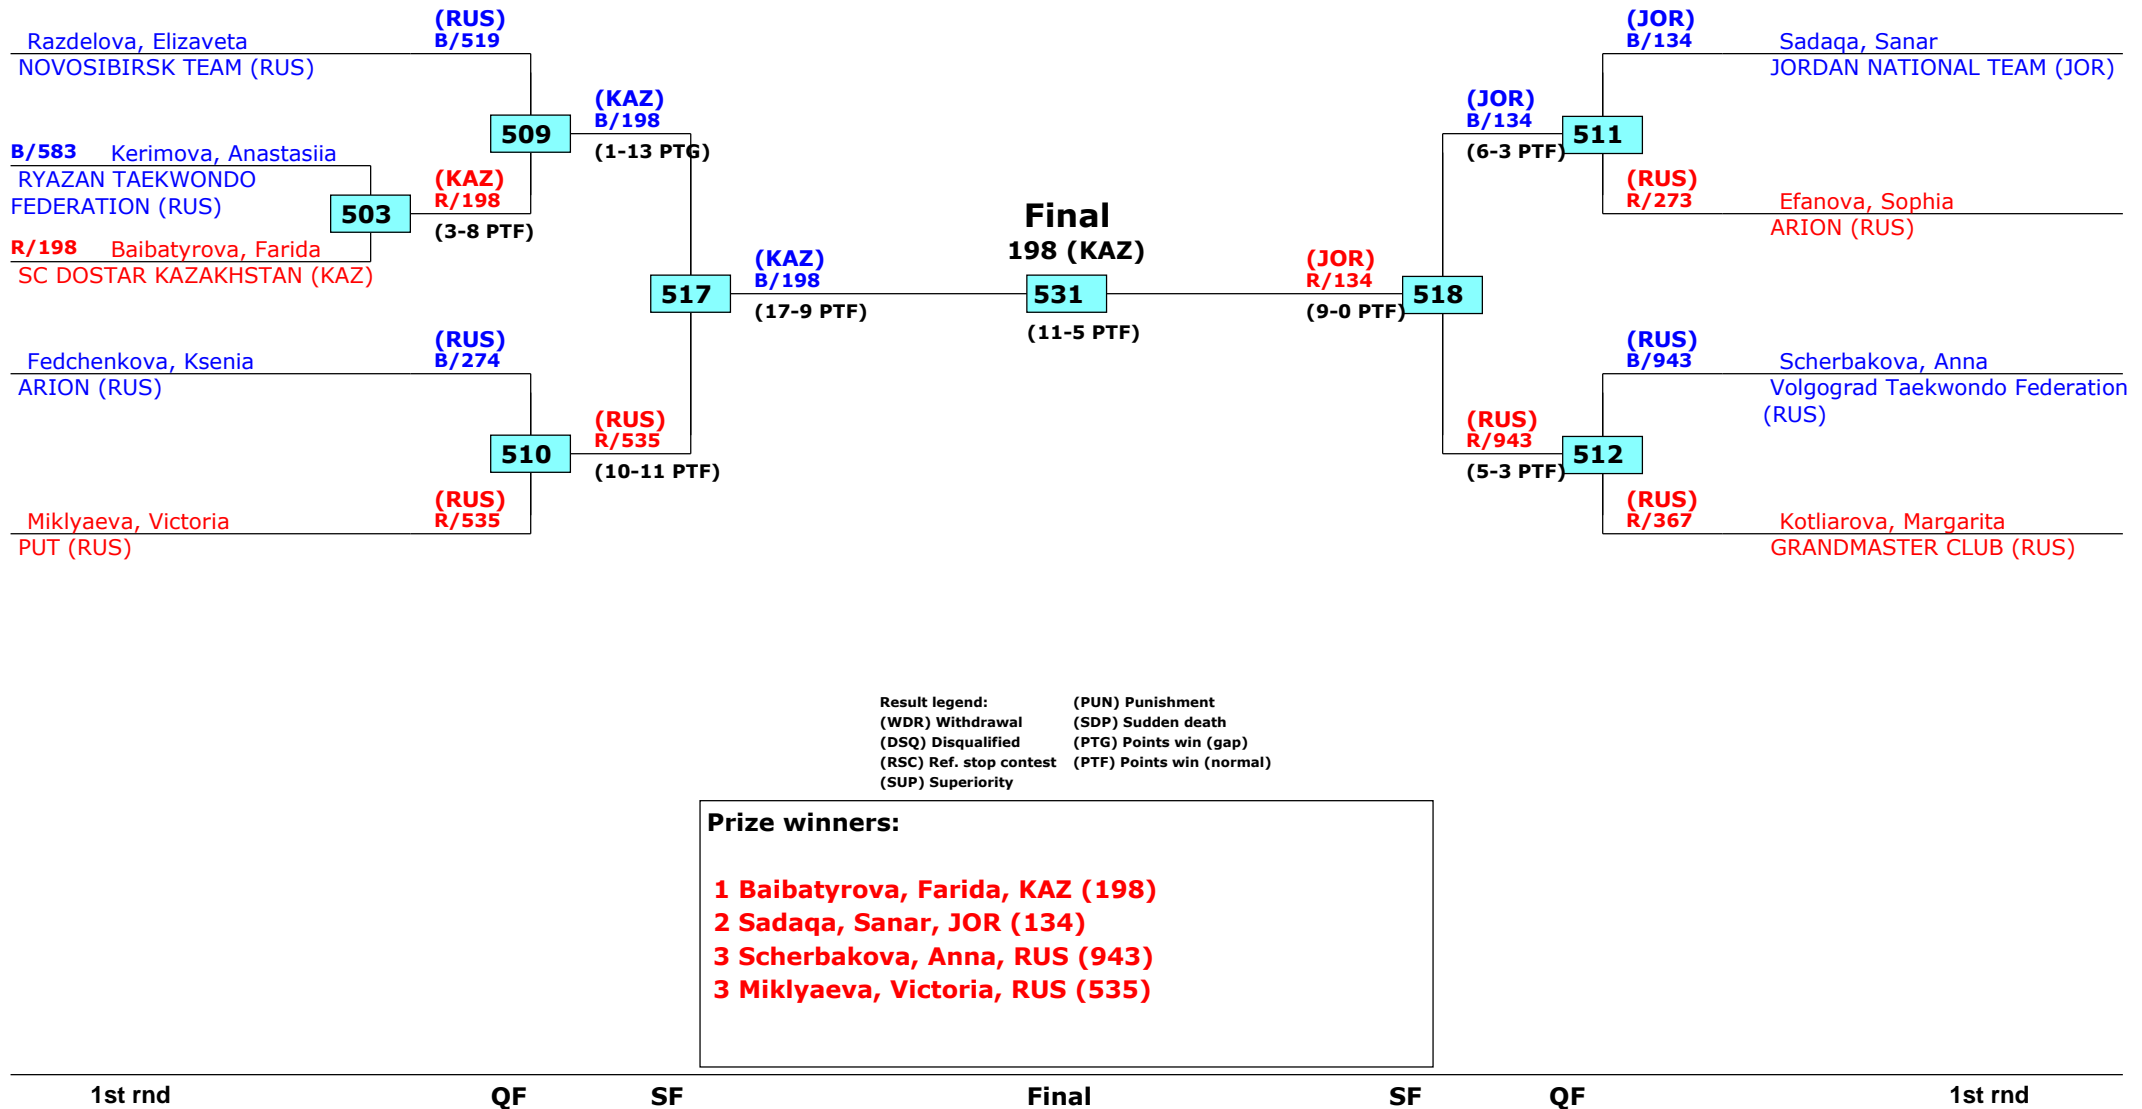 (RUS)
Razdelova, Elizaveta B/519
NOVOSIBIRSK TEAM (RUS)
(KAZ)
B/198
509
(1-13 PTG)
B/583 Kerimova, Anastasiia
RYAZAN TAEKWONDO
FEDERATION (RUS)
503
(KAZ)
R/198
(3-8 PTF)
R/198 Baibatyrova, Farida
SC DOSTAR KAZAKHSTAN (KAZ)
517
(KAZ)
B/198
(17-9 PTF)
(RUS)
Fedchenkova, Ksenia B/274
ARION (RUS)
510
(RUS)
R/535
(10-11 PTF)
(RUS)
Miklyaeva, Victoria R/535
PUT (RUS)
Final
198 (KAZ)
531
(11-5 PTF)
(JOR)
B/134 Sadaqa, Sanar
JORDAN NATIONAL TEAM (JOR)
(JOR)
B/134
511
(6-3 PTF)
(RUS)
R/273 Efanova, Sophia
ARION (RUS)
(JOR)
R/134
518
(9-0 PTF)
(RUS)
B/943 Scherbakova, Anna
Volgograd Taekwondo Federation
(RUS)
(RUS)
R/943
512
(5-3 PTF)
(RUS)
R/367 Kotliarova, Margarita
GRANDMASTER CLUB (RUS)
Result legend: (PUN) Punishment
(WDR) Withdrawal (SDP) Sudden death
(DSQ) Disqualified (PTG) Points win (gap)
(RSC) Ref. stop contest (PTF) Points win (normal)
(SUP) Superiority
Prize winners:
1 Baibatyrova, Farida, KAZ (198)
2 Sadaqa, Sanar, JOR (134)
3 Scherbakova, Anna, RUS (943)
3 Miklyaeva, Victoria, RUS (535)
1st rnd QF SF Final SF QF 1st rnd